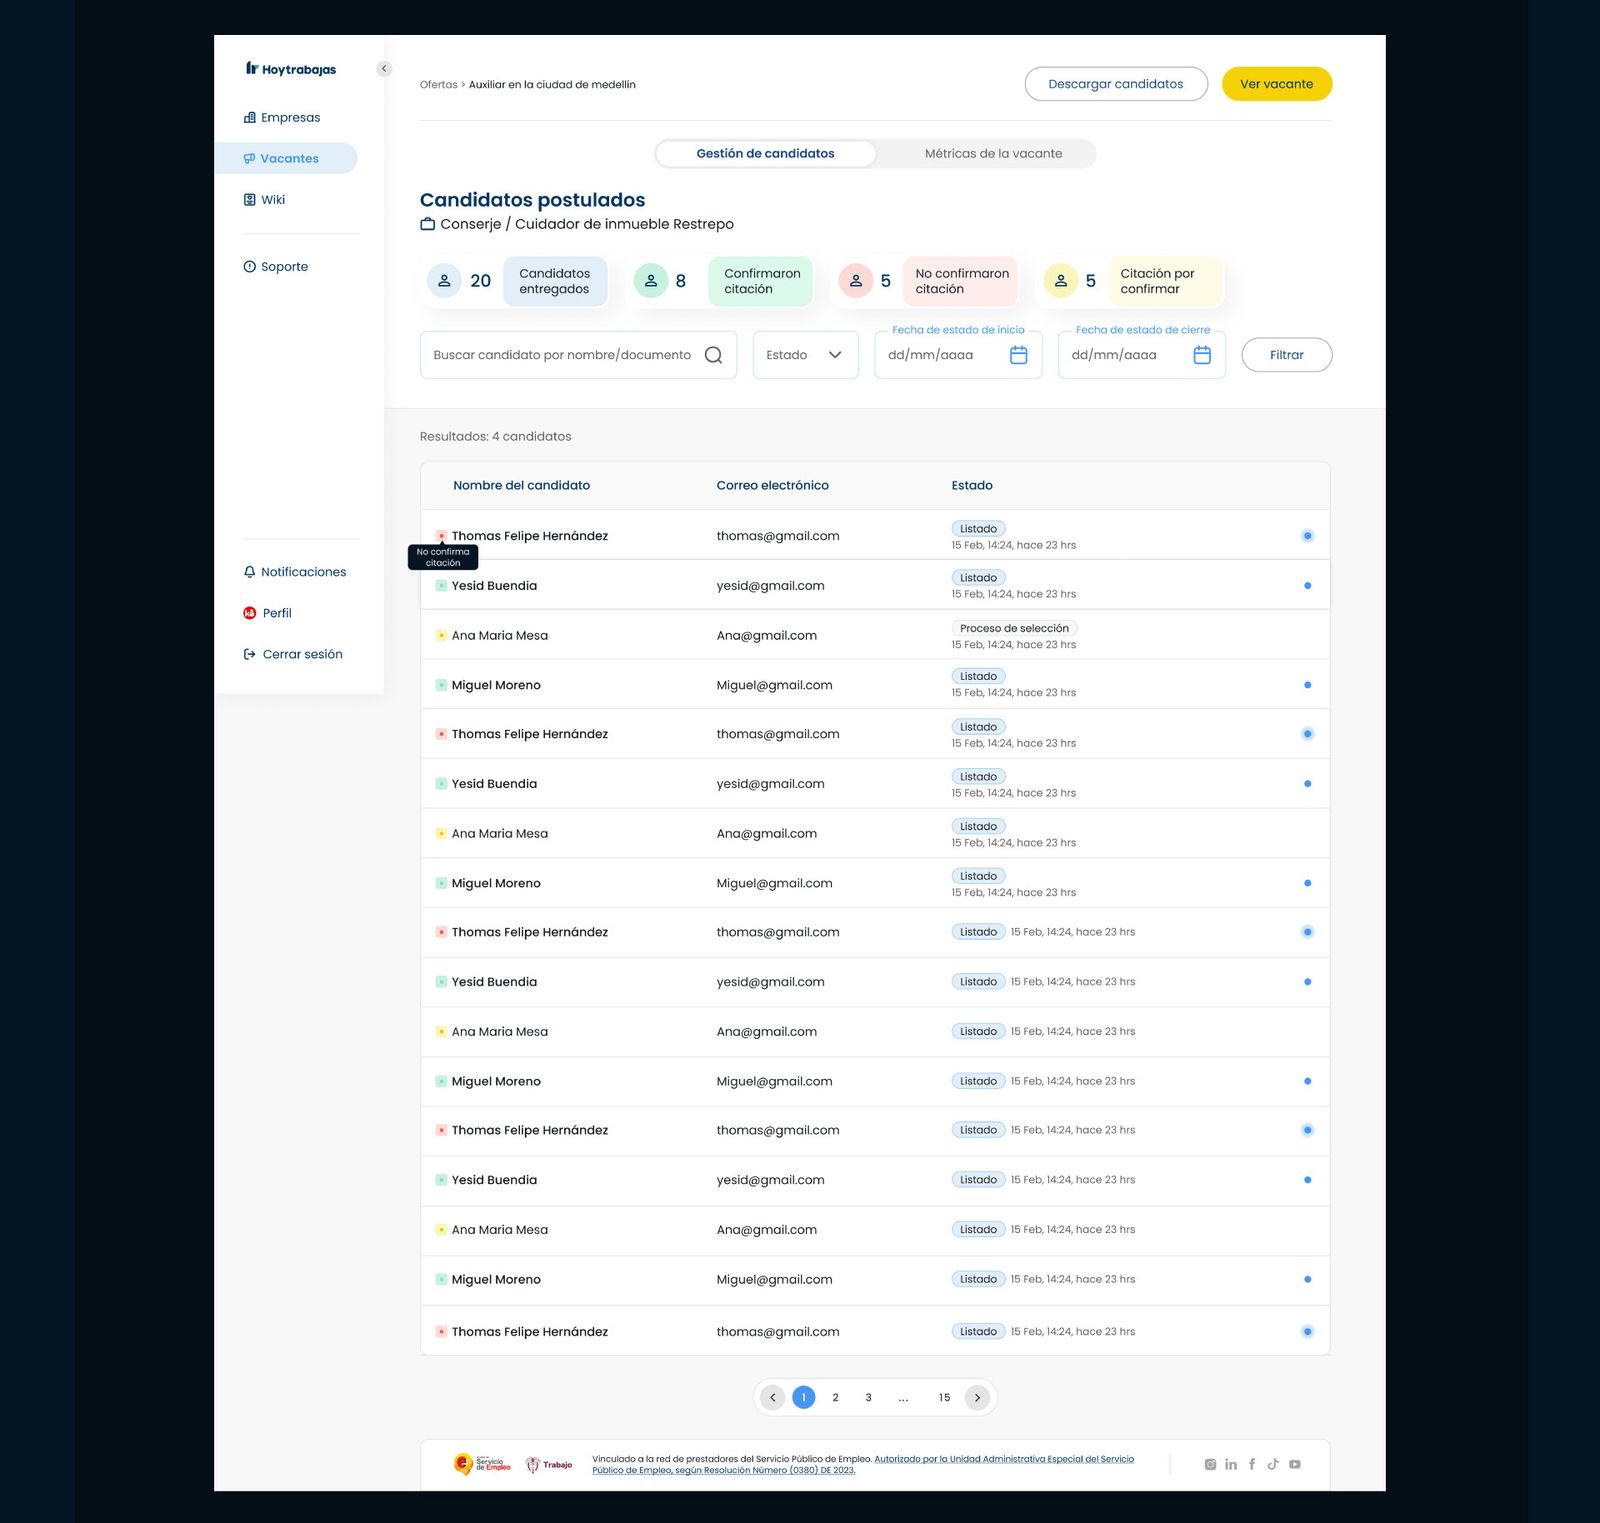 Hoytrabajas
Empresas
Vacantes
Wiki
Soporte
Notificaciones
Perfil
Cerrar sesión
Ofertas > Auxiliar en la ciudad de medellín
Descargar candidatos
Ver vacante
Gestión de candidatos
Métricas de la vacante
Candidatos postulados
Conserje / Cuidador de inmueble Restrepo
20
Candidatos
entregados
8
Confirmaron
citación
5
No confirmaron
citación
5
Citación por
confirmar
Buscar candidato por nombre/documento
Estado
Fecha de estado de inicio
dd/mm/aaaa
Fecha de estado de cierre
dd/mm/aaaa
Filtrar
Resultados: 4 candidatos
Nombre del candidato Correo electrónico Estado
Thomas Felipe Hernández thomas@gmail.com Listado
15 Feb, 14:24, hace 23 hrs
No confirma
citación
Yesid Buendia yesid@gmail.com Listado
15 Feb, 14:24, hace 23 hrs
Ana Maria Mesa Ana@gmail.com Proceso de selección
15 Feb, 14:24, hace 23 hrs
Miguel Moreno Miguel@gmail.com Listado
15 Feb, 14:24, hace 23 hrs
Thomas Felipe Hernández thomas@gmail.com Listado
15 Feb, 14:24, hace 23 hrs
Yesid Buendia yesid@gmail.com Listado
15 Feb, 14:24, hace 23 hrs
Ana Maria Mesa Ana@gmail.com Listado
15 Feb, 14:24, hace 23 hrs
Miguel Moreno Miguel@gmail.com Listado
15 Feb, 14:24, hace 23 hrs
Thomas Felipe Hernández thomas@gmail.com Listado 15 Feb, 14:24, hace 23 hrs
Yesid Buendia yesid@gmail.com Listado 15 Feb, 14:24, hace 23 hrs
Ana Maria Mesa Ana@gmail.com Listado 15 Feb, 14:24, hace 23 hrs
Miguel Moreno Miguel@gmail.com Listado 15 Feb, 14:24, hace 23 hrs
Thomas Felipe Hernández thomas@gmail.com Listado 15 Feb, 14:24, hace 23 hrs
Yesid Buendia yesid@gmail.com Listado 15 Feb, 14:24, hace 23 hrs
Ana Maria Mesa Ana@gmail.com Listado 15 Feb, 14:24, hace 23 hrs
Miguel Moreno Miguel@gmail.com Listado 15 Feb, 14:24, hace 23 hrs
Thomas Felipe Hernández thomas@gmail.com Listado 15 Feb, 14:24, hace 23 hrs
1 2 3 ... 15
Servicio
de Empleo
Trabajo
Vinculado a la red de prestadores del Servicio Público de Empleo. Autorizado por la Unidad Administrativa Especial del Servicio
Público de Empleo, según Resolución Número (0380) DE 2023.